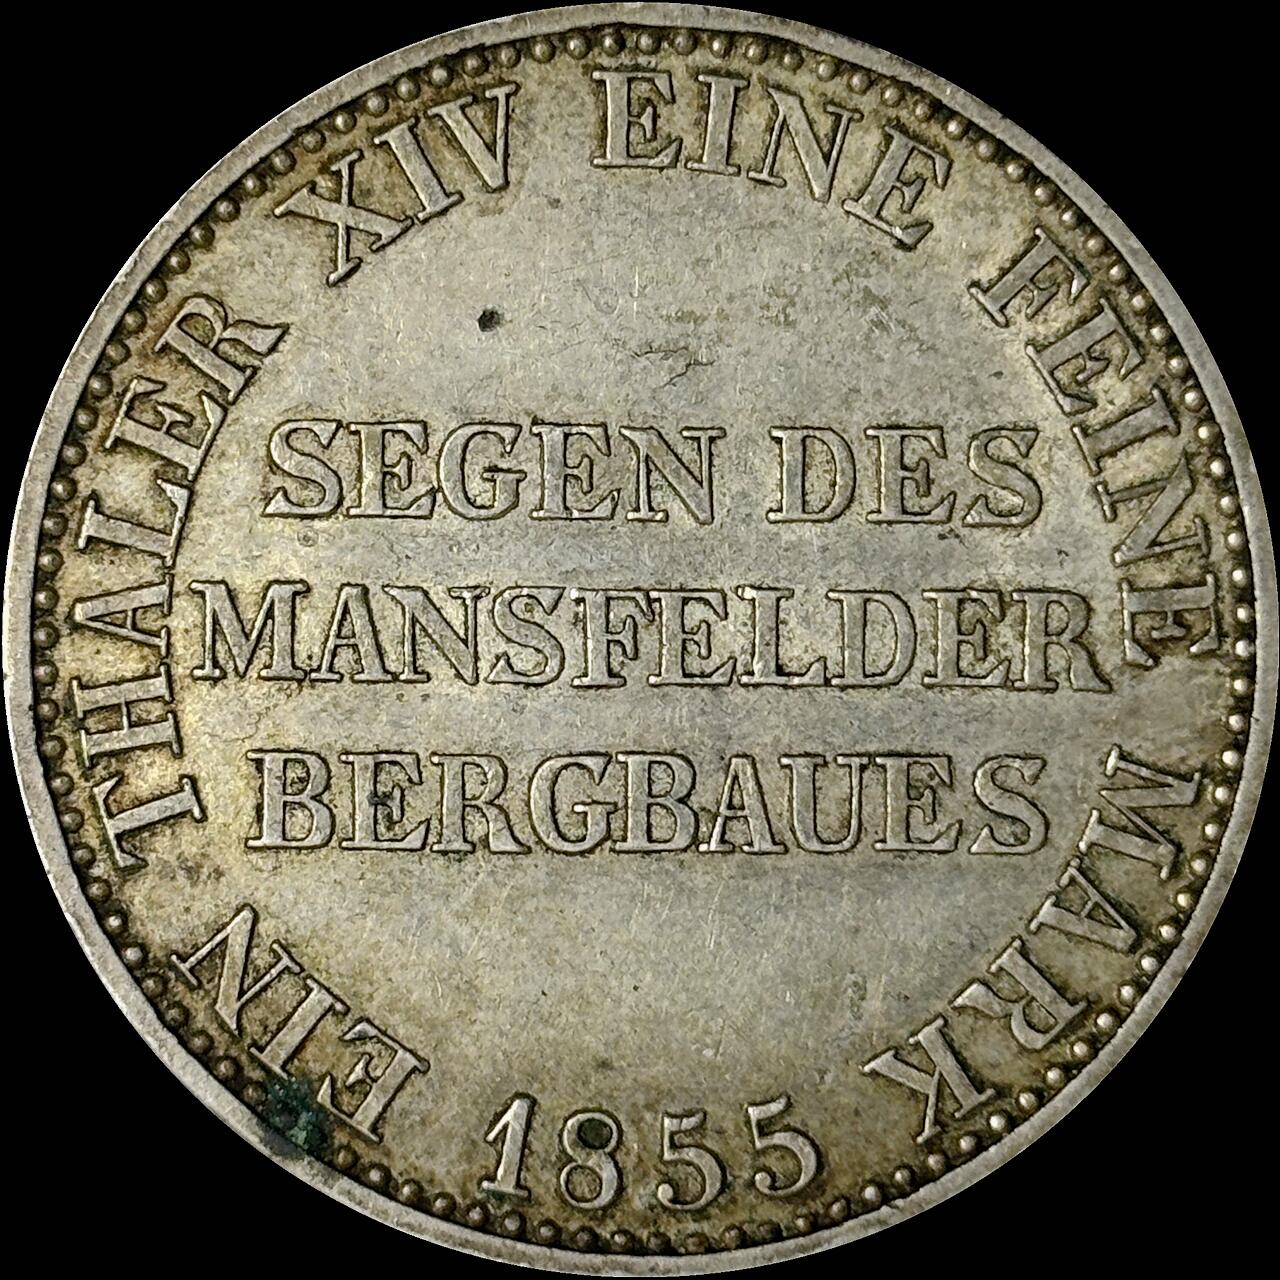 EIN THALER XIV EINE FEINE MARK
SEGEN DES
MANSFELDER
BERGBAUES
1855